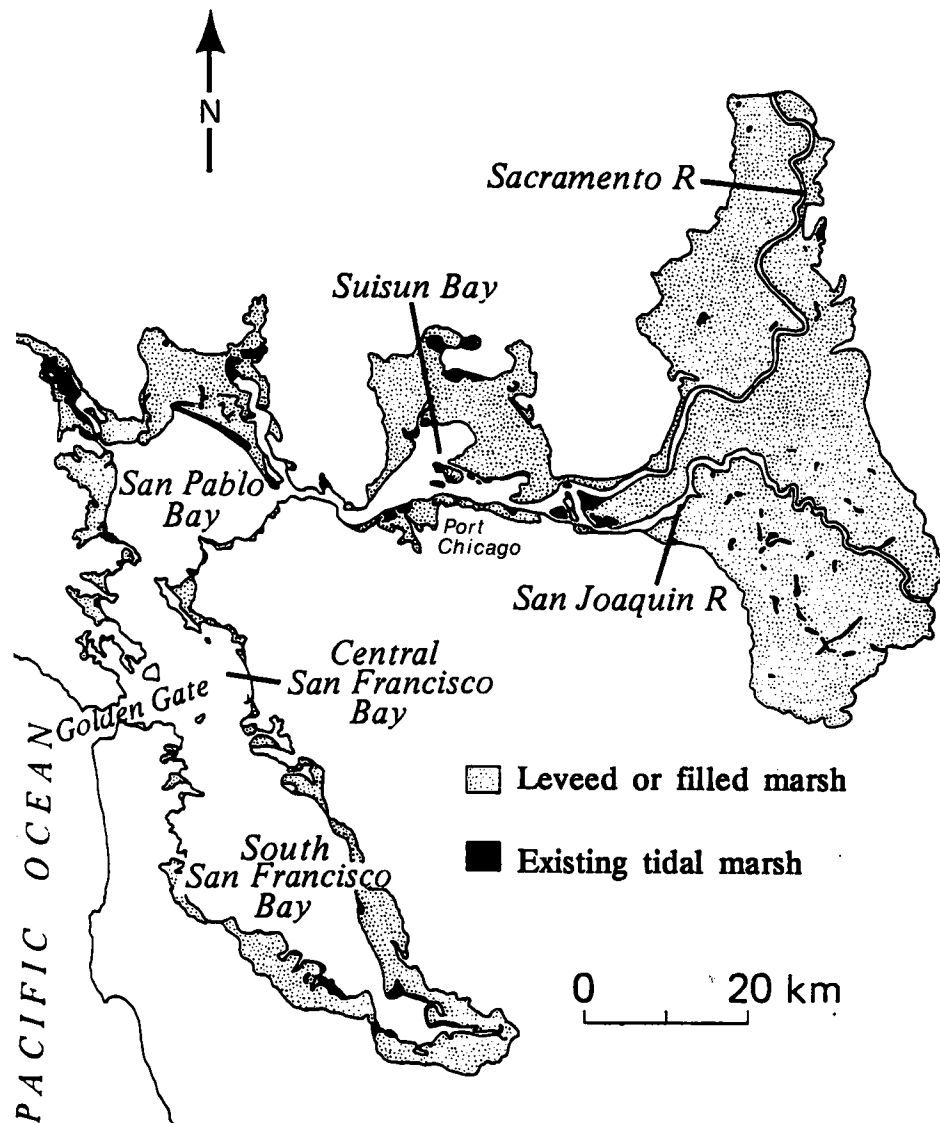 N
Sacramento R
Suisun Bay
San Pablo
Bay
Port
Chicago
San Joaquin R
Central
San Francisco
Bay
Golden Gate
PACIFIC OCEAN
Leveed or filled marsh
Existing tidal marsh
South
San Francisco
Bay
0 20 km